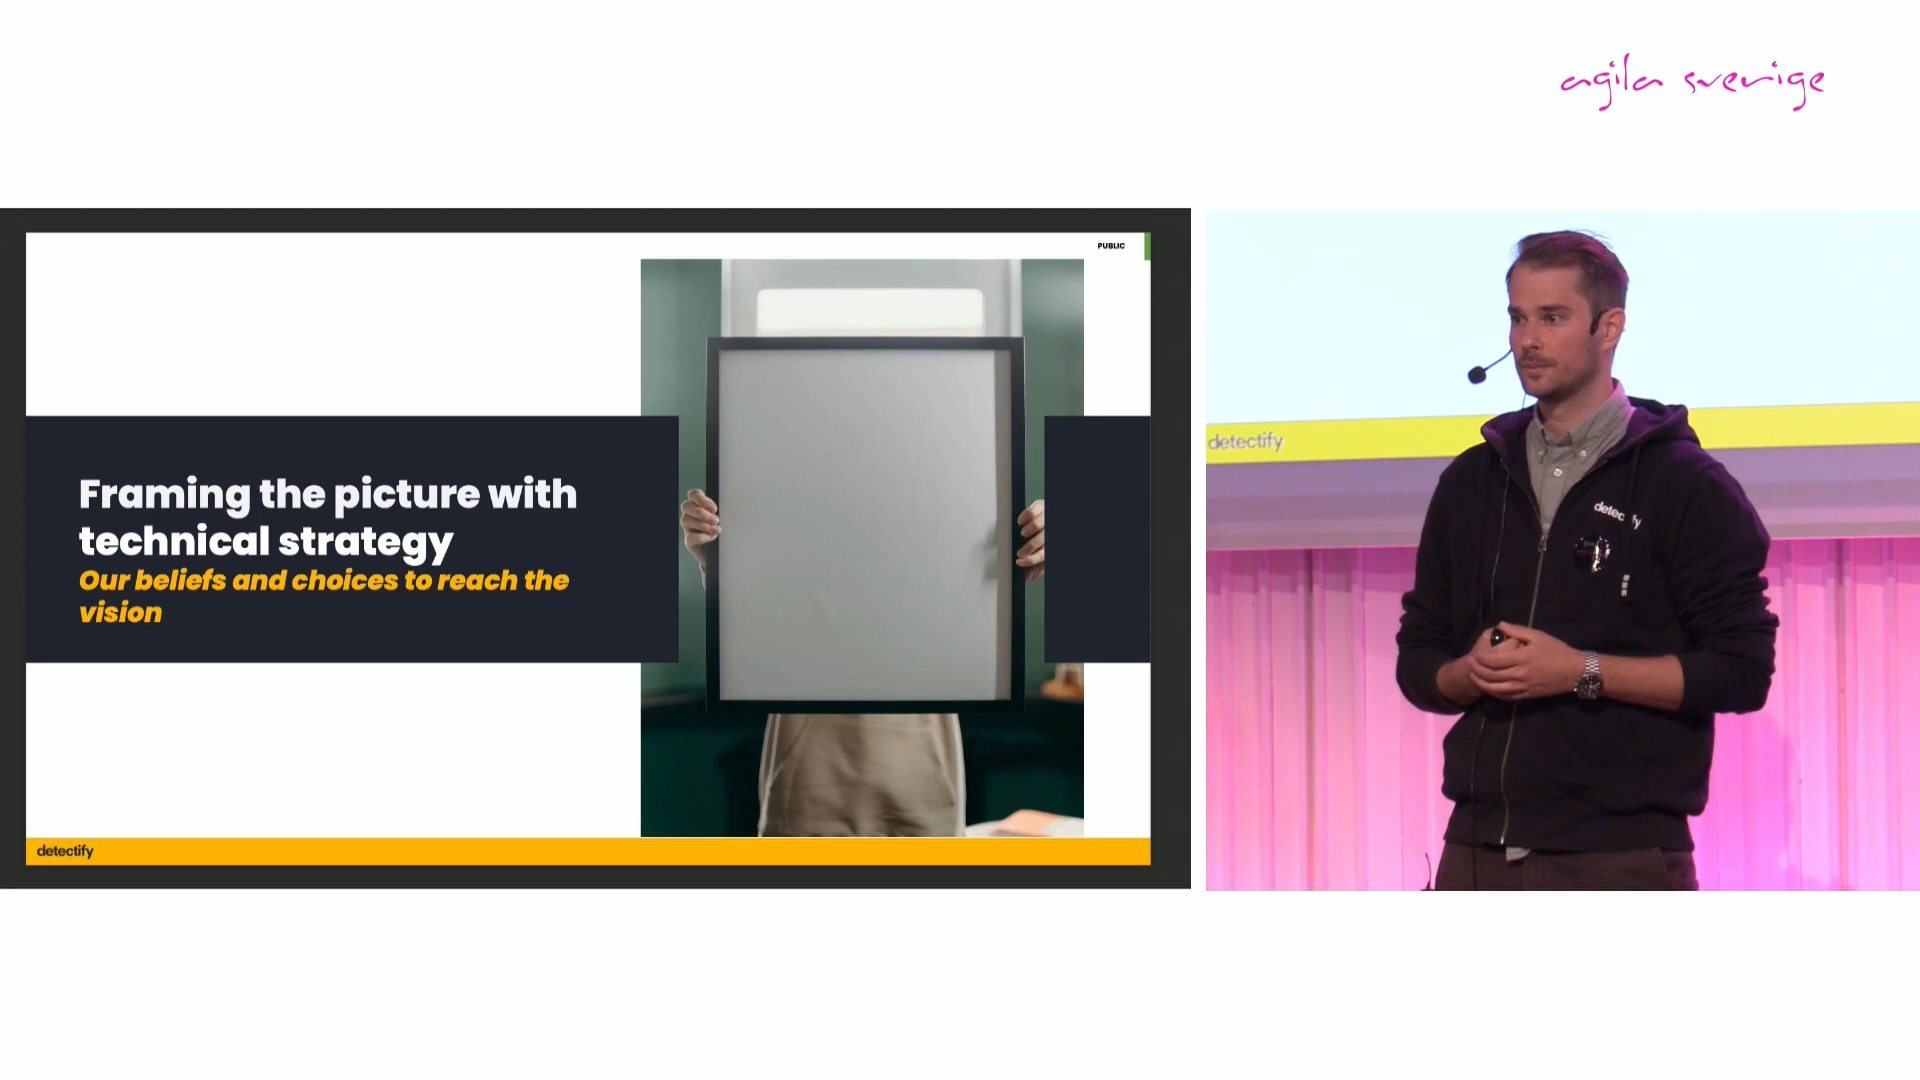 agila sverige
PUBLIC
Framing the picture with
technical strategy
Our beliefs and choices to reach the
vision
detectify
detectify
detectify